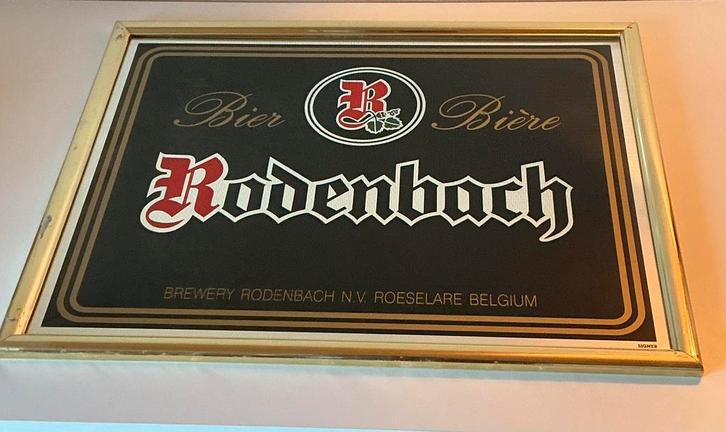 Bier R Bière
Rodenbach
BREWERY RODENBACH N.V. ROESELARE BELGIUM